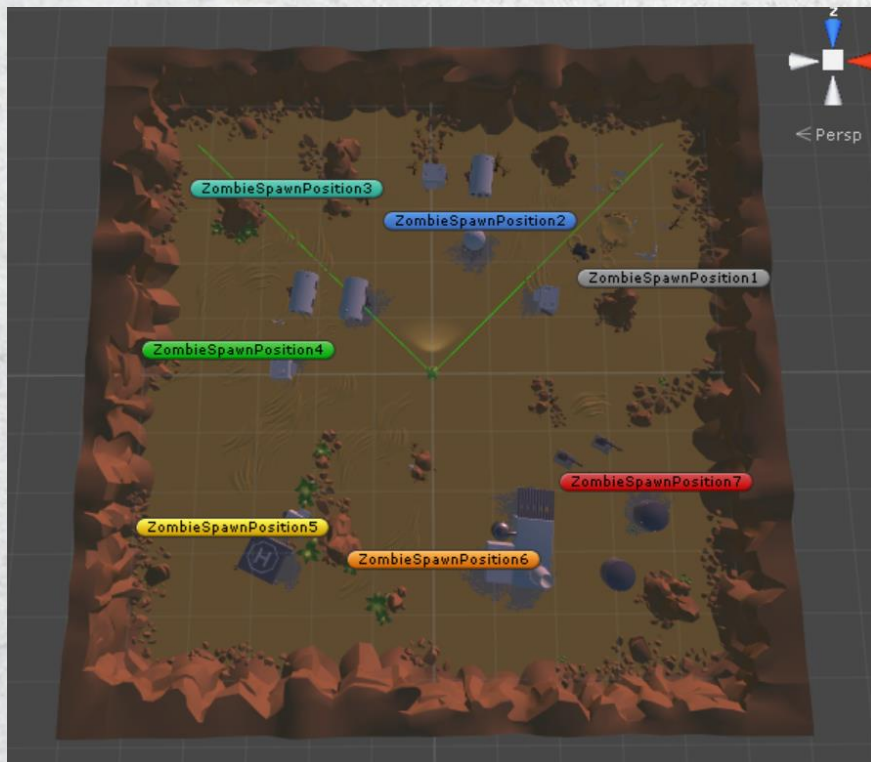 z
< Persp
ZombieSpawnPosition3
ZombieSpawnPosition2
ZombieSpawnPosition1
ZombieSpawnPosition4
ZombieSpawnPosition7
ZombieSpawnPosition5
H
ZombieSpawnPosition6